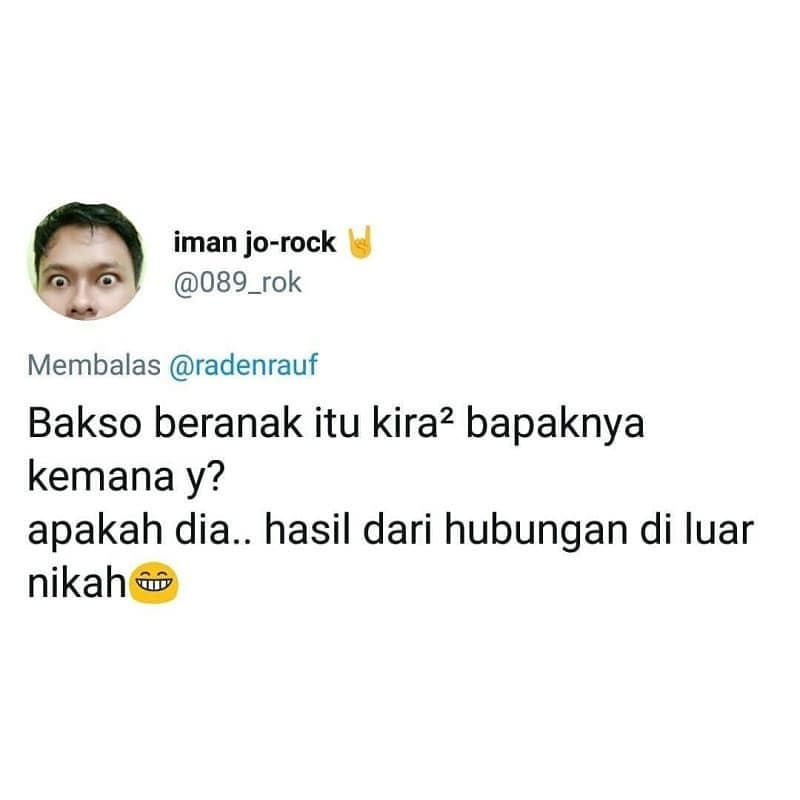 iman jo-rock 🤘
@089_rok
Membalas @radenrauf
Bakso beranak itu kira² bapaknya
kemana y?
apakah dia.. hasil dari hubungan di luar
nikah😁